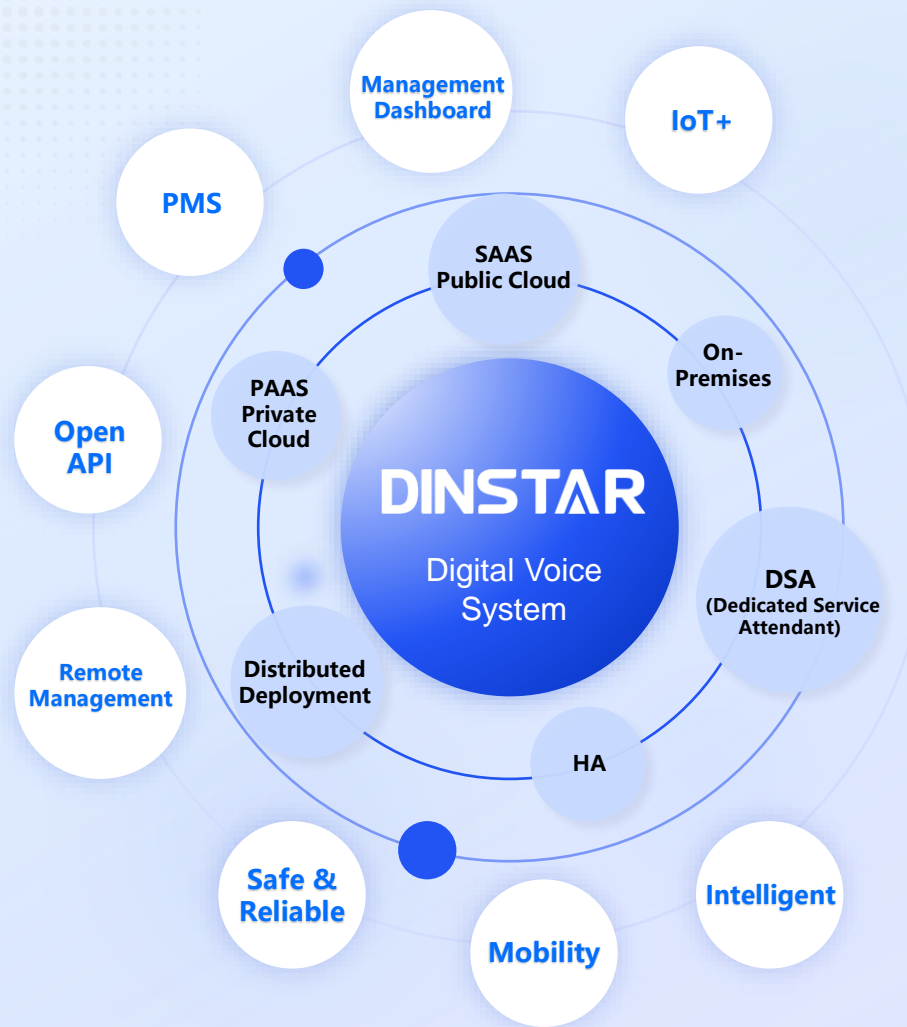 Management
Dashboard
IoT+
PMS
SAAS
Public Cloud
On-
Premises
PAAS
Private
Cloud
Open
API
DINSTAR
Digital Voice
System
DSA
(Dedicated Service
Attendant)
Distributed
Deployment
Remote
Management
HA
Safe &
Reliable
Intelligent
Mobility